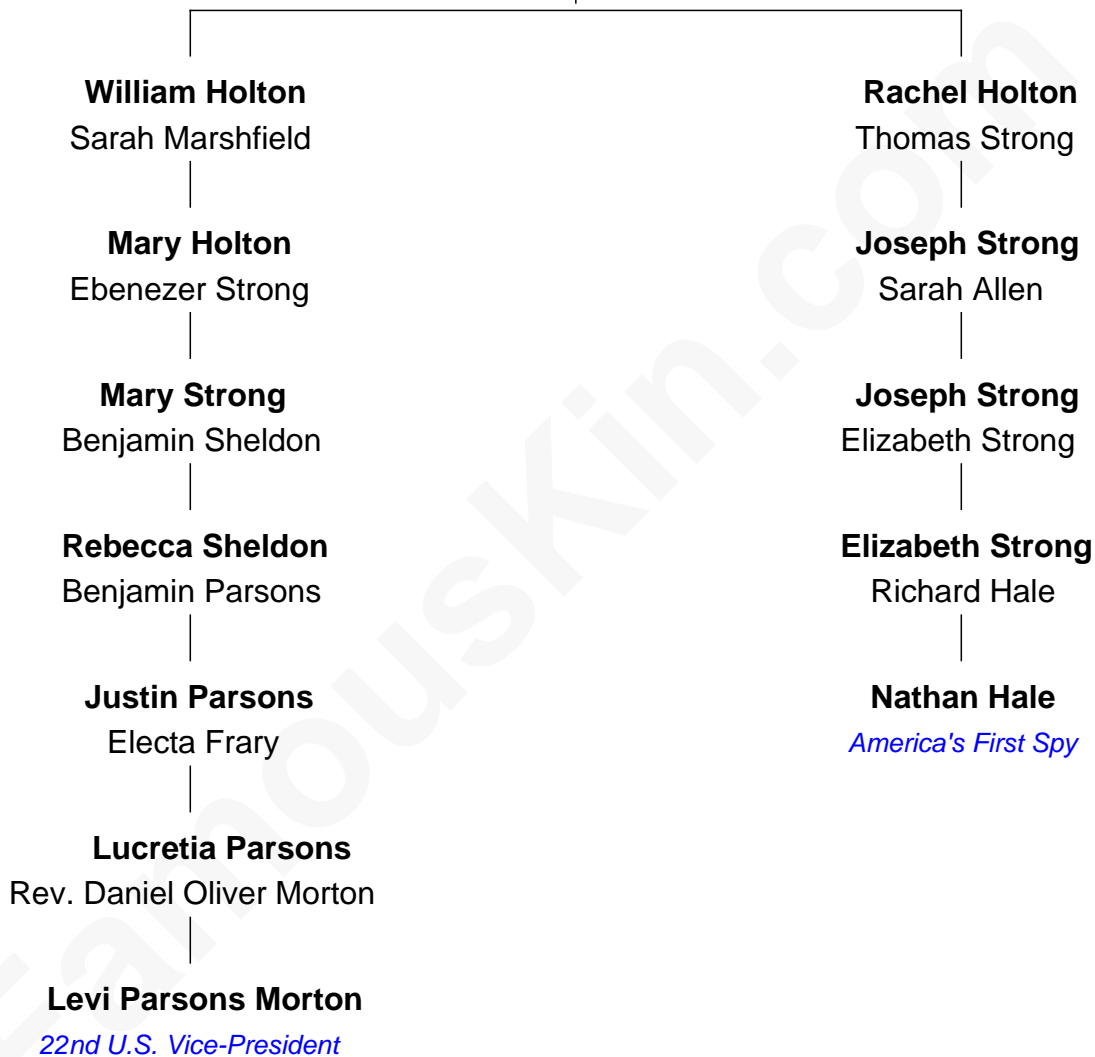 William Holton
Sarah Marshfield
Mary Holton
Ebenezer Strong
Mary Strong
Benjamin Sheldon
Rebecca Sheldon
Benjamin Parsons
Justin Parsons
Electa Frary
Lucretia Parsons
Rev. Daniel Oliver Morton
Levi Parsons Morton
22nd U.S. Vice-President
Rachel Holton
Thomas Strong
Joseph Strong
Sarah Allen
Joseph Strong
Elizabeth Strong
Elizabeth Strong
Richard Hale
Nathan Hale
America's First Spy
FamousKin.com